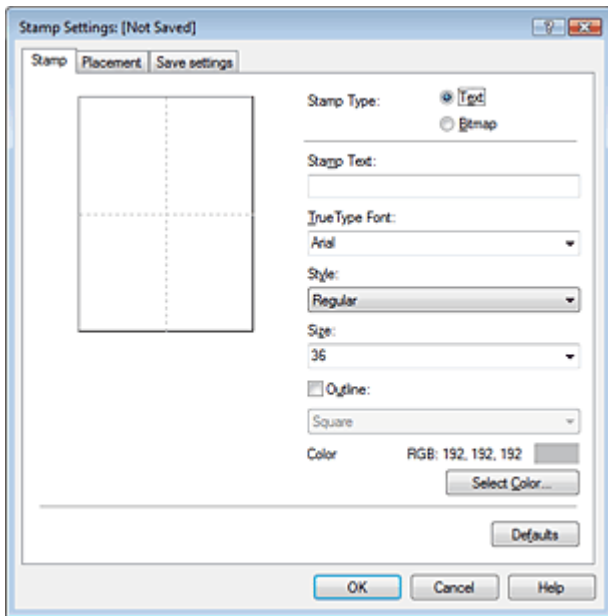 Stamp Settings: [Not Saved]
Stamp Placement Save settings
Stamp Type: Text
Bitmap
Stamp Text:
TrueType Font:
Arial
Style:
Regular
Size:
36
Outline:
Square
Color RGB: 192, 192, 192
Select Color...
Defaults
OK Cancel Help